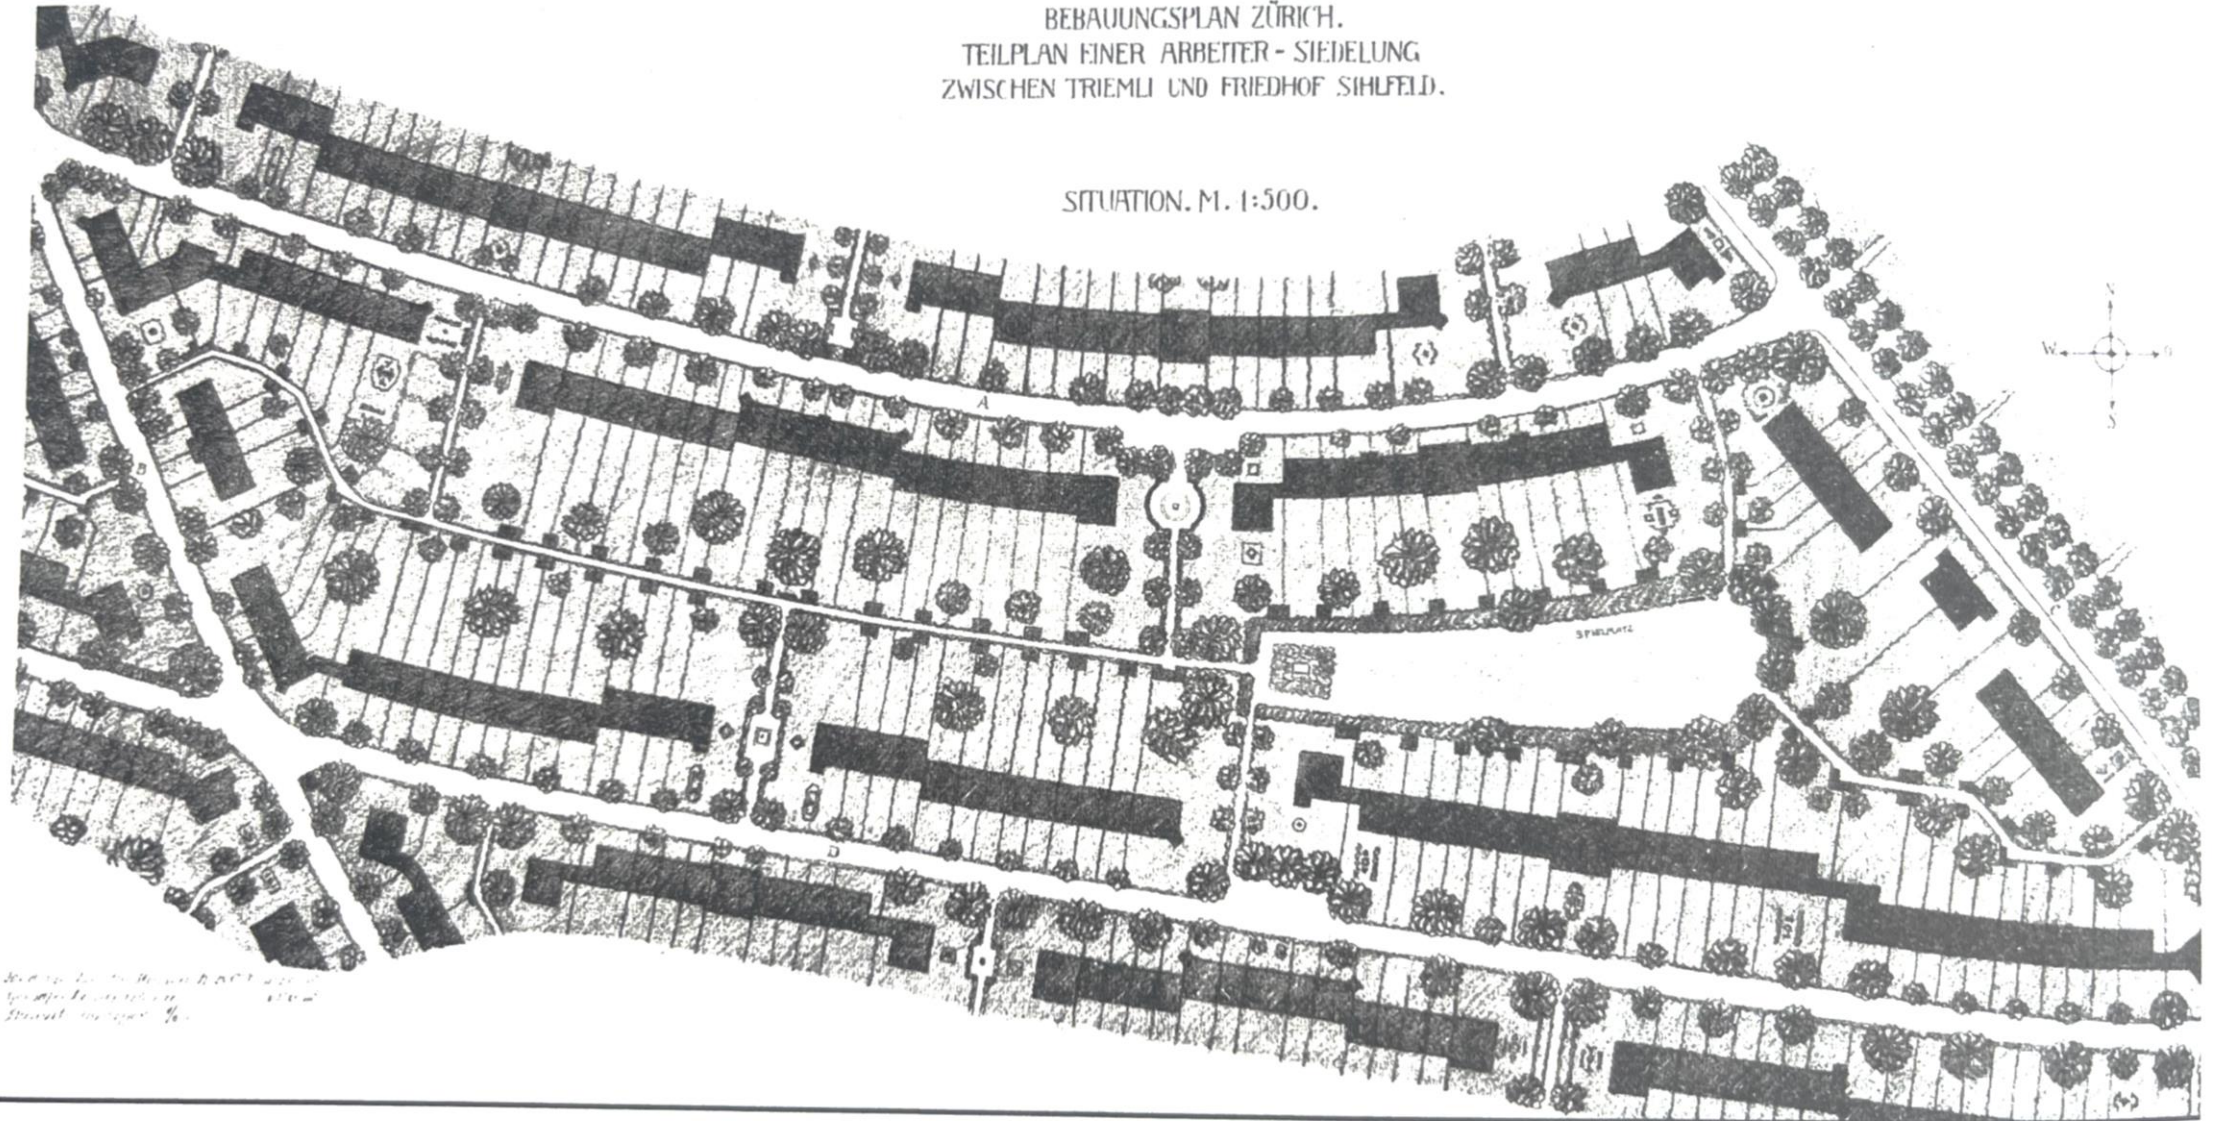 BEBAUUNGSPLAN ZÜRICH.
TEILPLAN EINER ARBEITER - SIEDELUNG
ZWISCHEN TRIEMLI UND FRIEDHOF SIHLFELD.
SITUATION. M. 1:500.
N
W
O
S
A
B
C
SPIELPLATZ
D